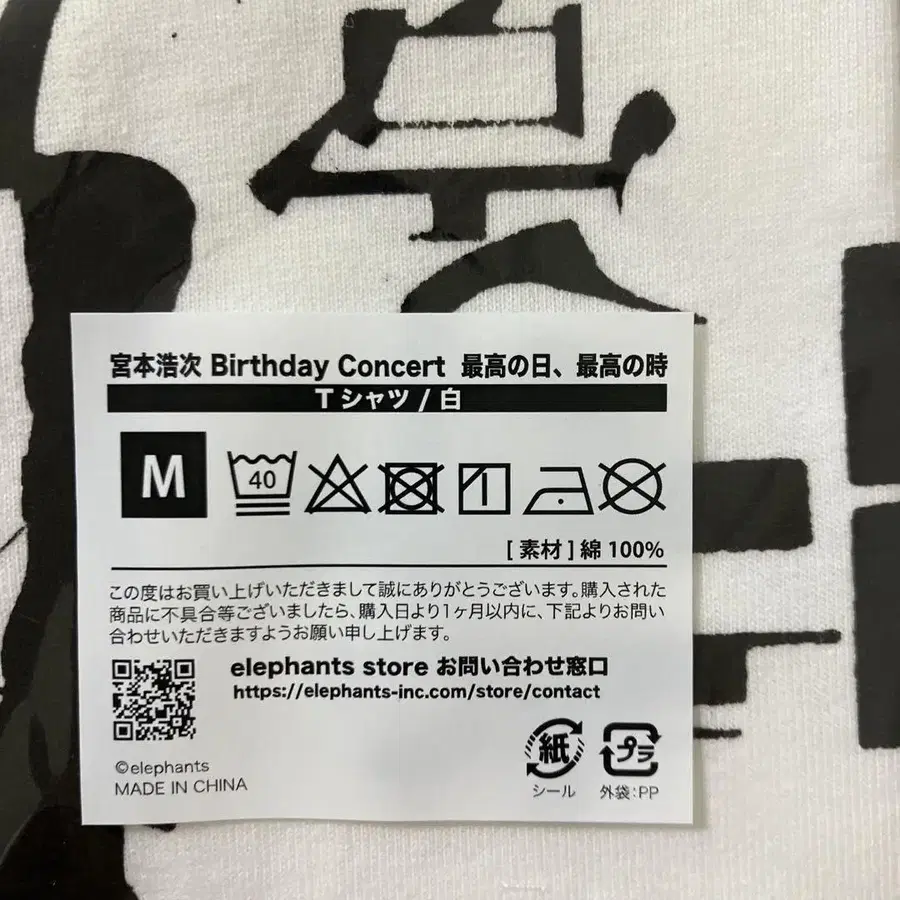 宮本浩次 Birthday Concert 最高の日、最高の時
Tシャツ / 白
M
40
[ 素材 ] 綿 100%
この度はお買い上げいただきまして誠にありがとうございます。購入された
商品に不具合等ございましたら、購入日より1ヶ月以内に、下記よりお問い
合わせいただきますようお願い申し上げます。
elephants store お問い合わせ窓口
https://elephants-inc.com/store/contact
©elephants
MADE IN CHINA
紙
シール
プラ
外袋:PP